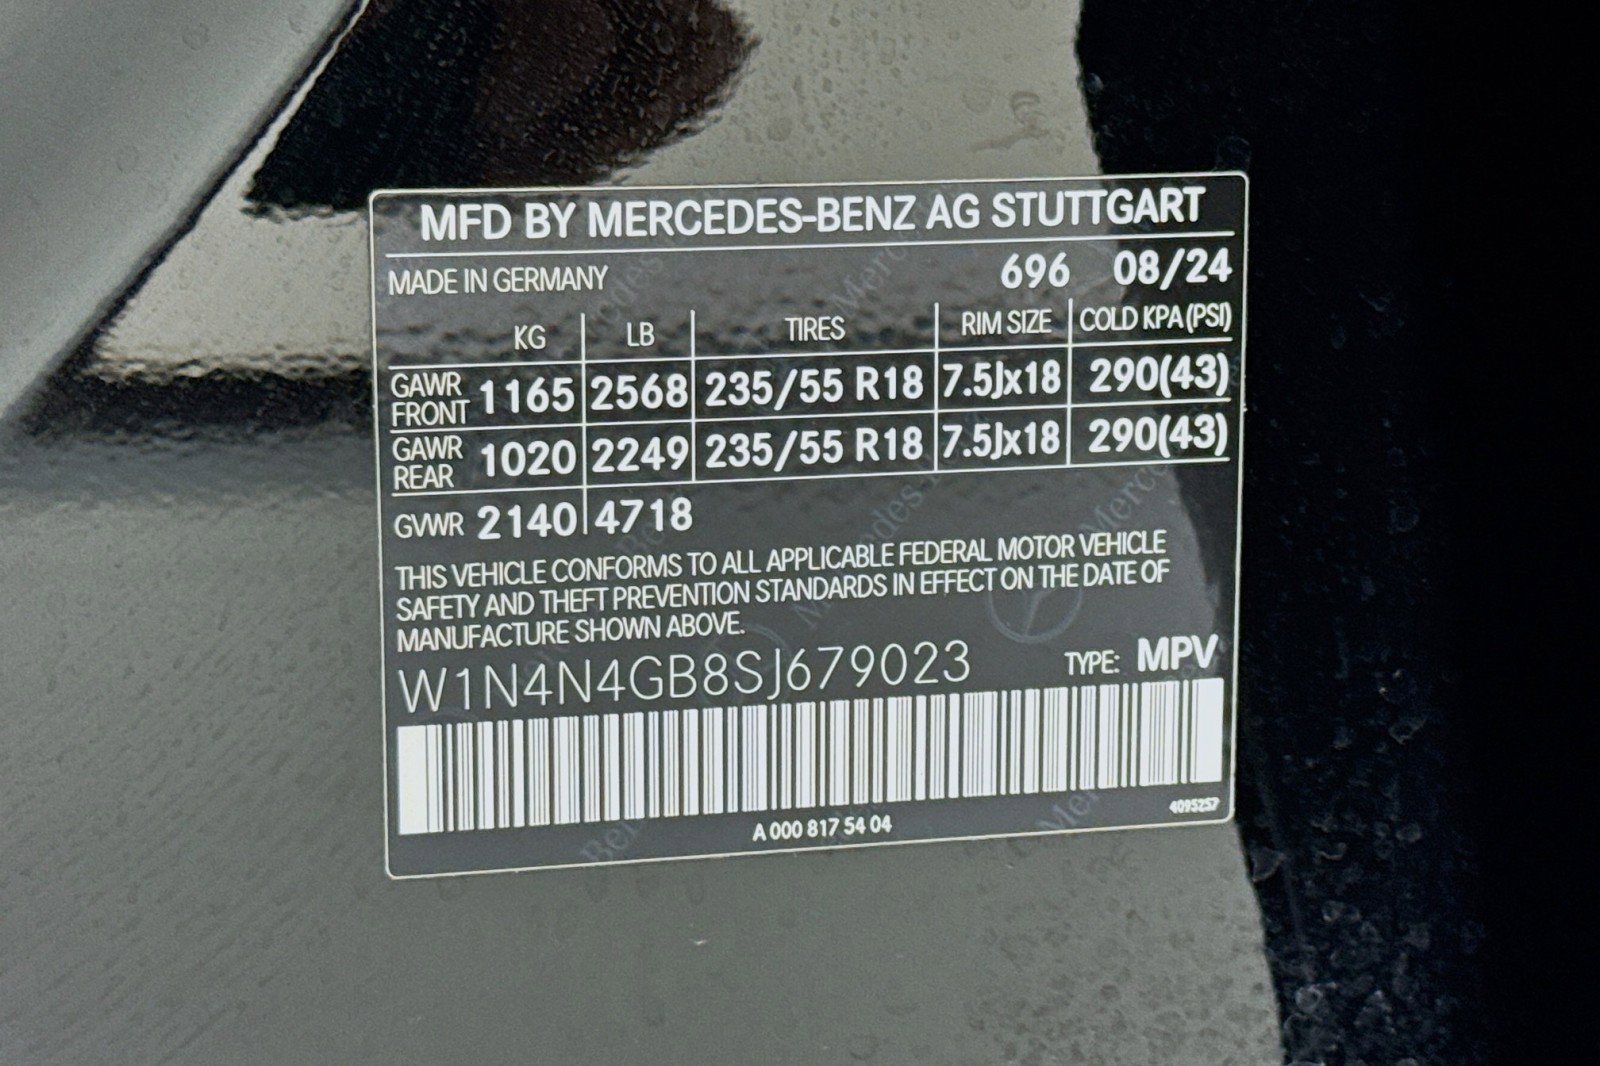 MFD BY MERCEDES-BENZ AG STUTTGART
MADE IN GERMANY 696 08/24
KG LB TIRES RIM SIZE COLD KPA(PSI)
GAWR FRONT 1165 2568 235/55 R18 7.5Jx18 290(43)
GAWR REAR 1020 2249 235/55 R18 7.5Jx18 290(43)
GVWR 2140 4718
THIS VEHICLE CONFORMS TO ALL APPLICABLE FEDERAL MOTOR VEHICLE
SAFETY AND THEFT PREVENTION STANDARDS IN EFFECT ON THE DATE OF
MANUFACTURE SHOWN ABOVE.
W1N4N4GB8SJ679023 TYPE: MPV
4095257
A 000 817 54 04